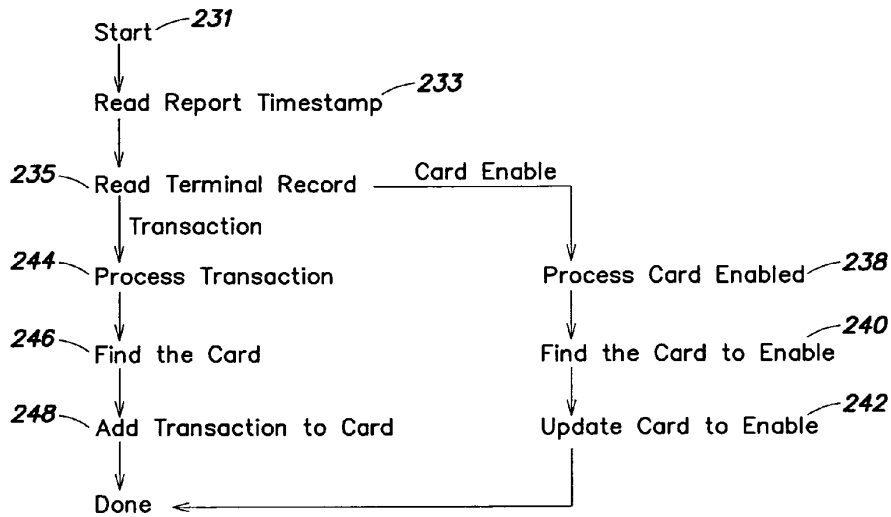 Start 231
Read Report Timestamp 233
235 Read Terminal Record Card Enable
Transaction
244 Process Transaction Process Card Enabled 238
246 Find the Card Find the Card to Enable 240
248 Add Transaction to Card Update Card to Enable 242
Done